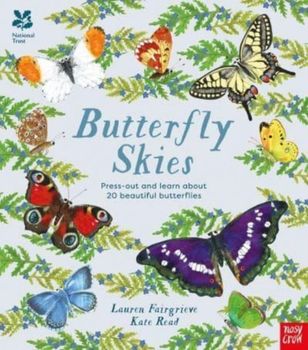 National
Trust
Butterfly
Skies
Press-out and learn about
20 beautiful butterflies
Lauren Fairgrieve
Kate Read
nosy
crow